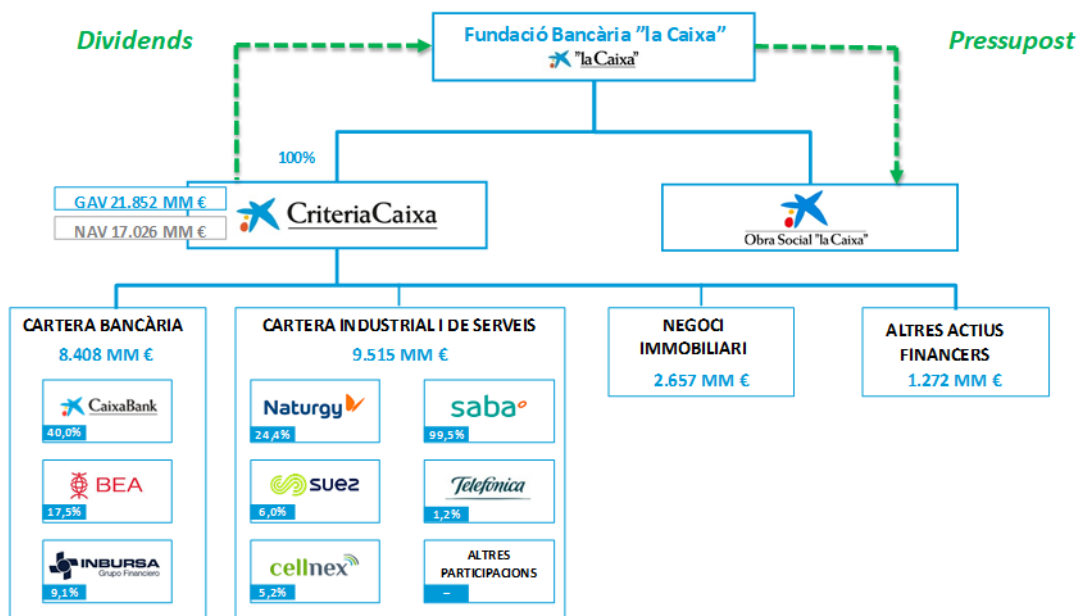 Dividends
Fundació Bancària ”la Caixa”
"la Caixa"
Pressupost
100%
GAV 21.852 MM €
NAV 17.026 MM €
CriteriaCaixa
Obra Social "la Caixa"
CARTERA BANCÀRIA
8.408 MM €
CaixaBank
40,0%
BEA
17,5%
INBURSA
Grupo Financiero
9,1%
CARTERA INDUSTRIAL I DE SERVEIS
9.515 MM €
Naturgy
24,4%
saba
99,5%
suez
6,0%
Telefónica
1,2%
cellnex
5,2%
ALTRES
PARTICIPACIONS
–
NEGOCI
IMMOBILIARI
2.657 MM €
ALTRES ACTIUS
FINANCERS
1.272 MM €